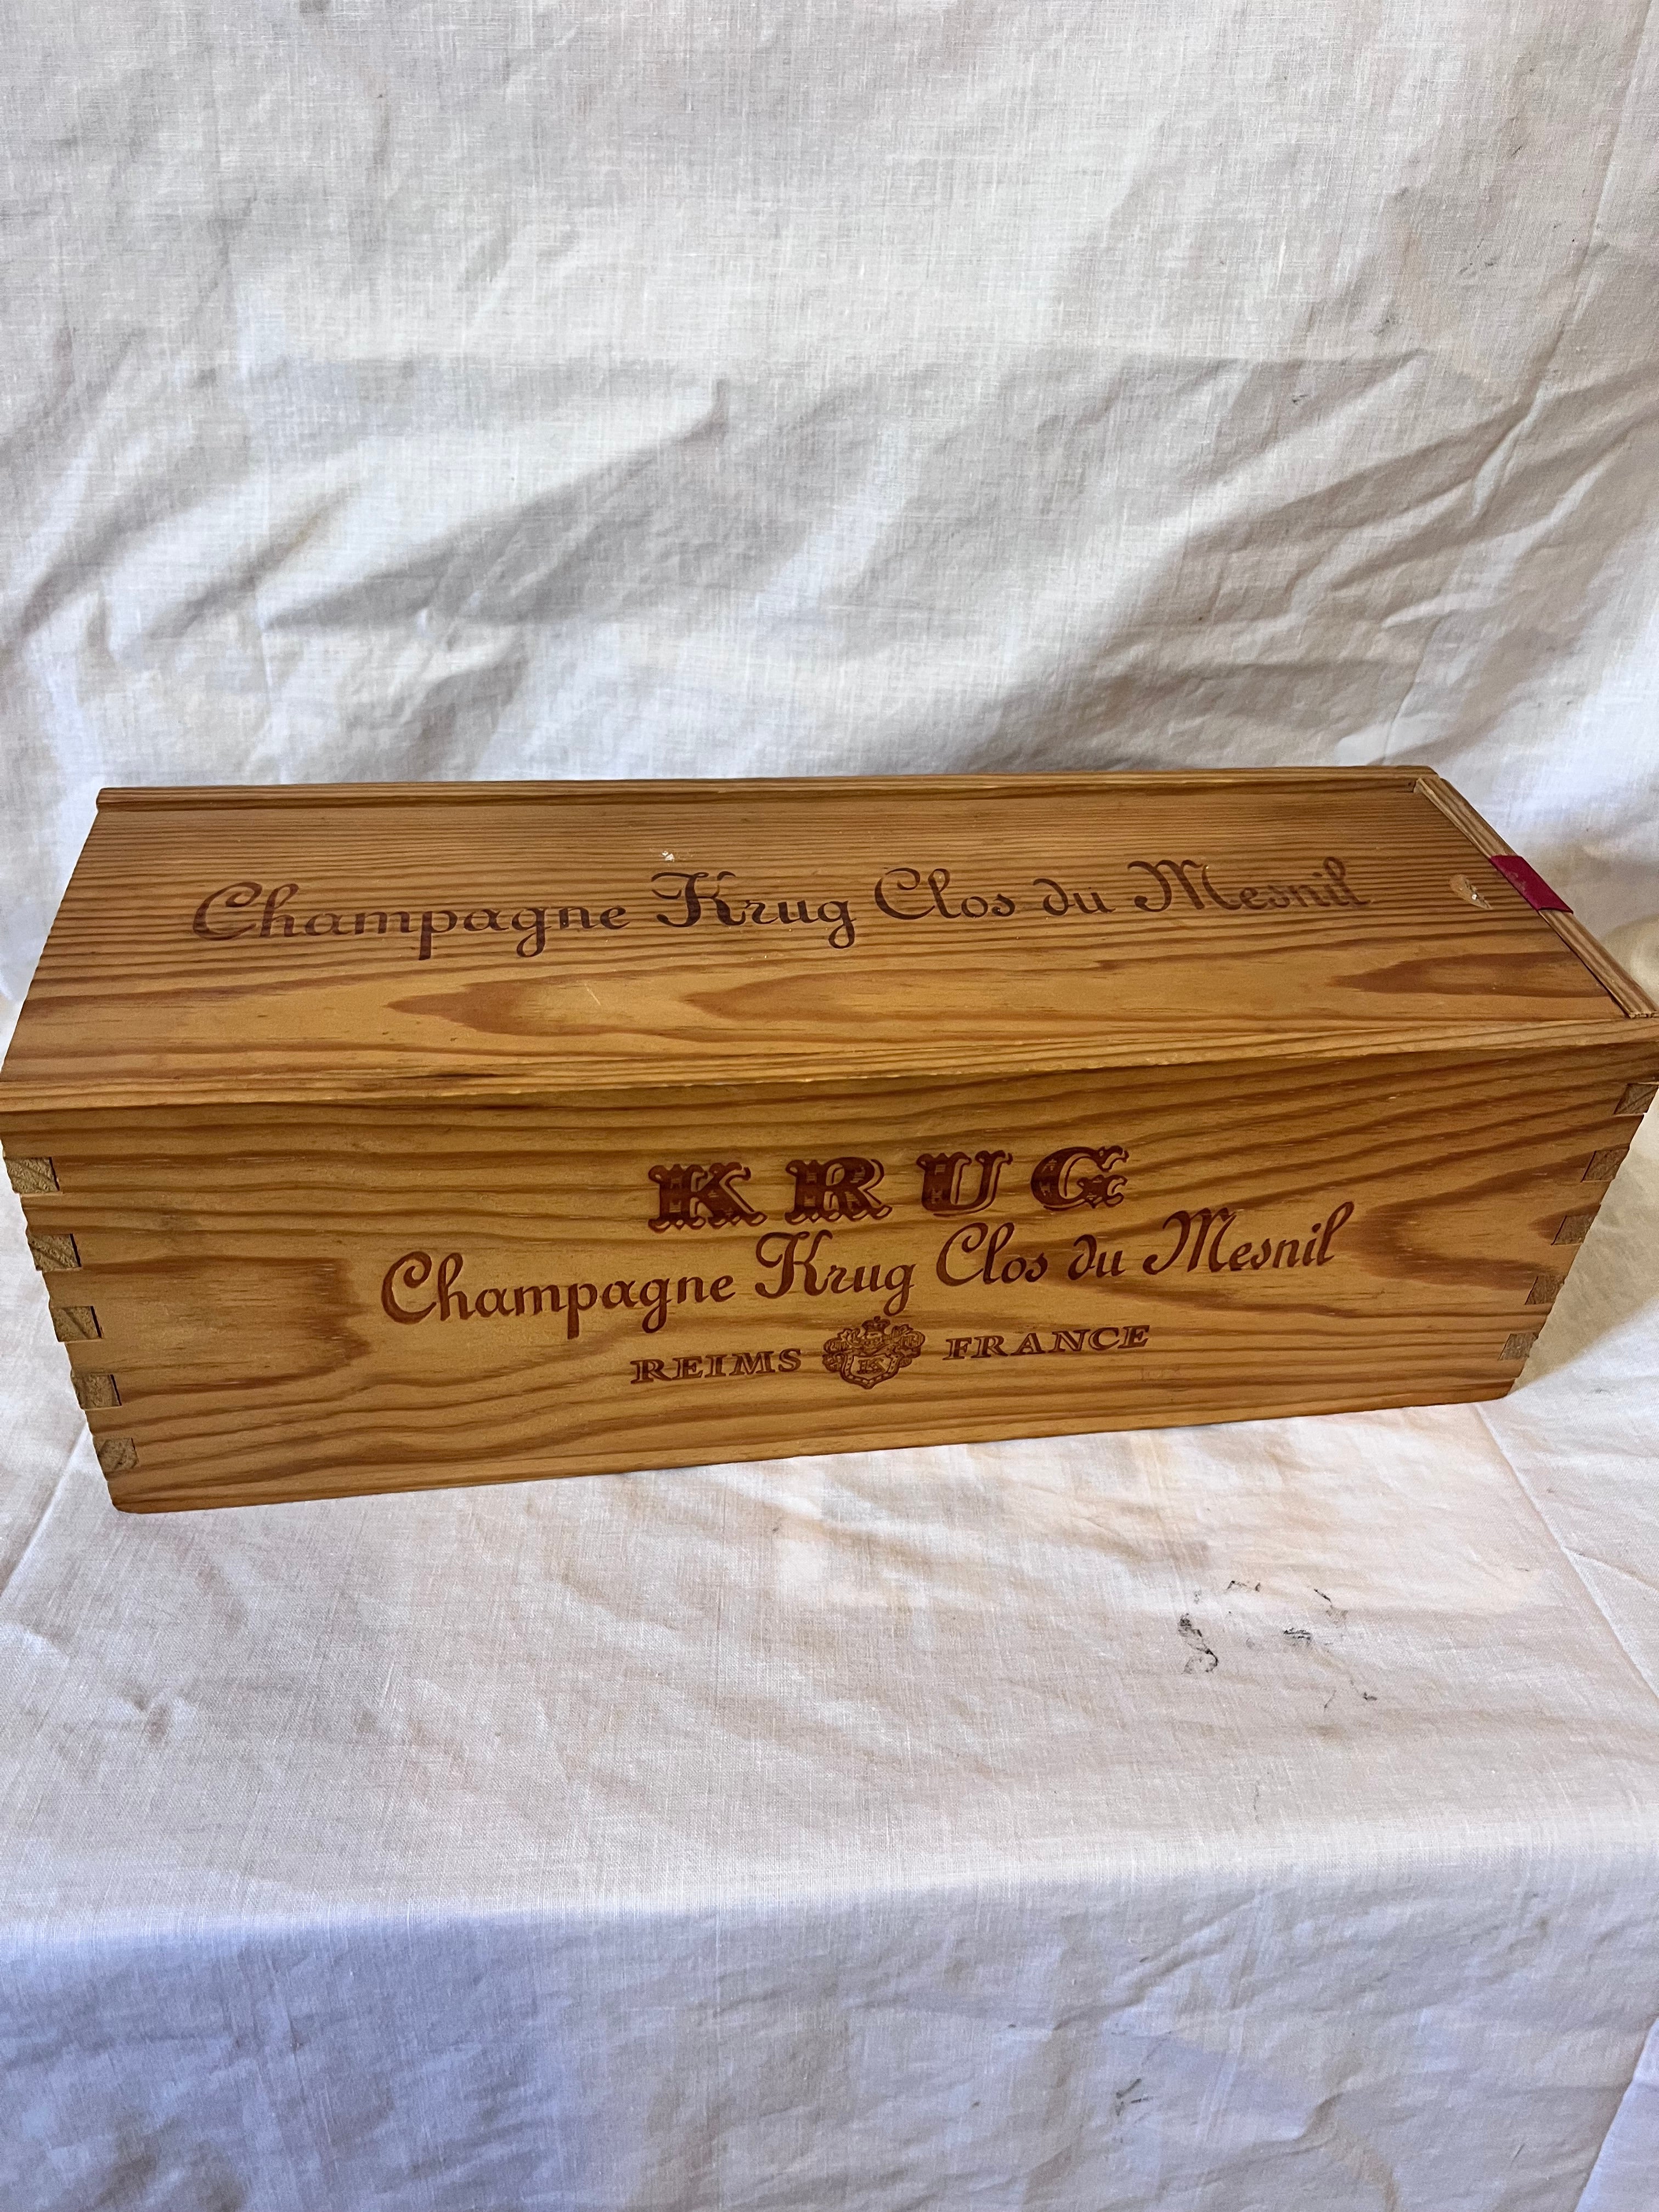 Champagne Krug Clos du Mesnil
KRUG
Champagne Krug Clos du Mesnil
REIMS K FRANCE